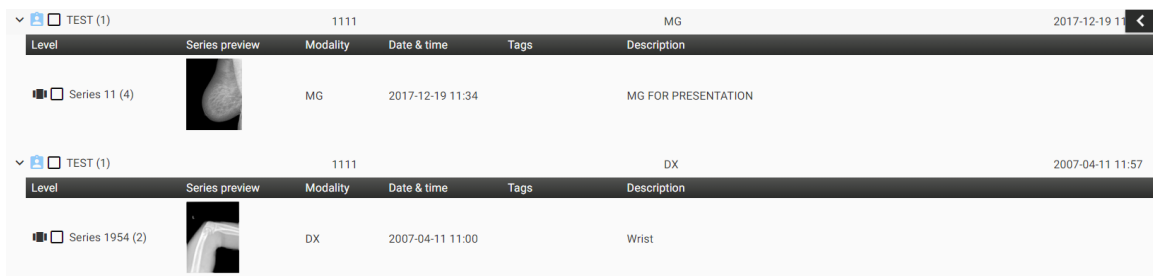 TEST (1) 1111 MG 2017-12-19 11
Level Series preview Modality Date & time Tags Description
Series 11 (4) MG 2017-12-19 11:34 MG FOR PRESENTATION
TEST (1) 1111 DX 2007-04-11 11:57
Level Series preview Modality Date & time Tags Description
Series 1954 (2) DX 2007-04-11 11:00 Wrist